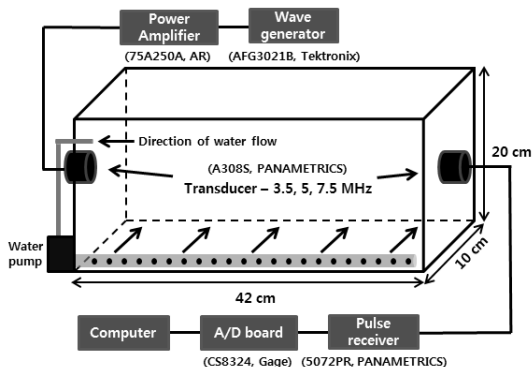 Power
Amplifier
Wave
generator
(75A250A, AR)
(AFG3021B, Tektronix)
Direction of water flow
(A308S, PANAMETRICS)
Transducer – 3.5, 5, 7.5 MHz
20 cm
Water
pump
10 cm
42 cm
Computer
A/D board
Pulse
receiver
(CS8324, Gage)
(5072PR, PANAMETRICS)